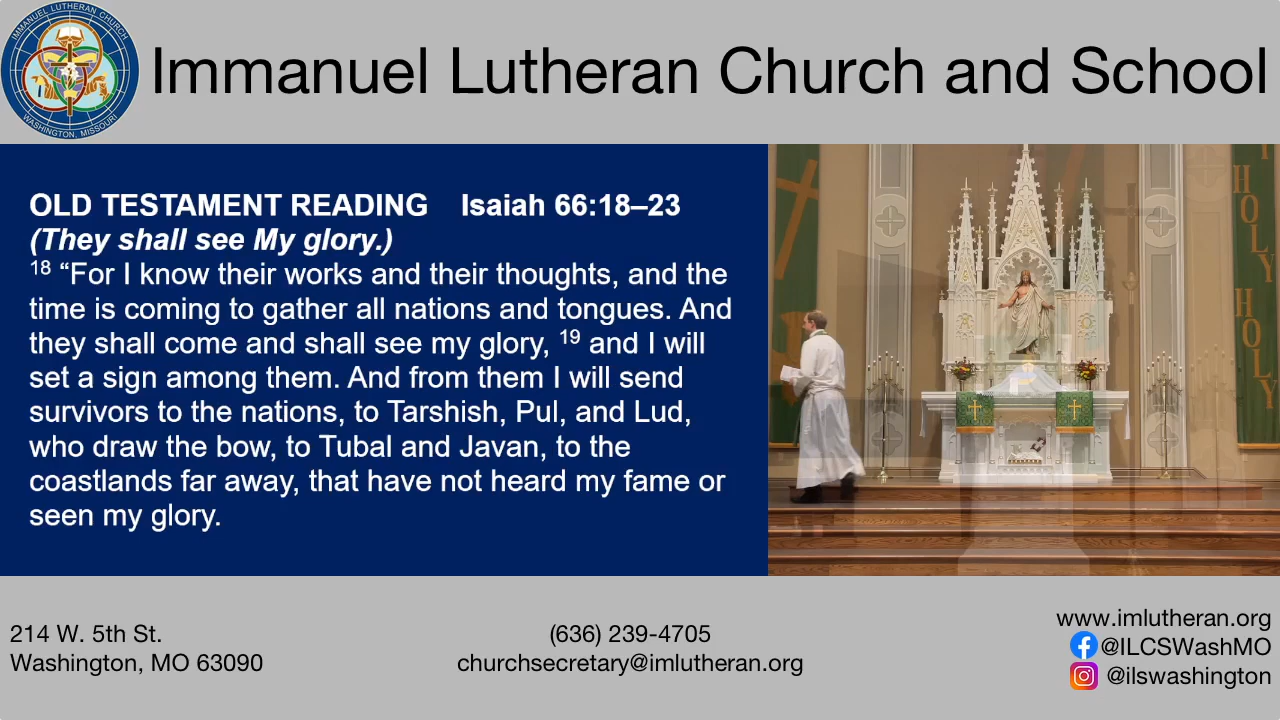 IMMANUEL LUTHERAN CHURCH
WASHINGTON, MISSOURI
Immanuel Lutheran Church and School
OLD TESTAMENT READING Isaiah 66:18–23
(They shall see My glory.)
18 “For I know their works and their thoughts, and the
time is coming to gather all nations and tongues. And
they shall come and shall see my glory, 19 and I will
set a sign among them. And from them I will send
survivors to the nations, to Tarshish, Pul, and Lud,
who draw the bow, to Tubal and Javan, to the
coastlands far away, that have not heard my fame or
seen my glory.
HOLY
HOLY
214 W. 5th St.
Washington, MO 63090
(636) 239-4705
churchsecretary@imlutheran.org
www.imlutheran.org
@ILCSWashMO
@ilswashington